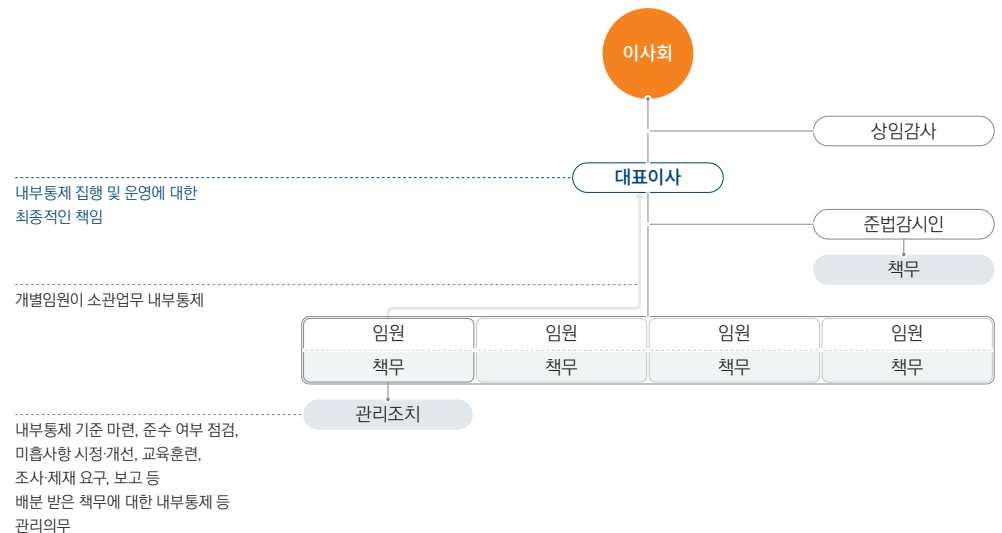 이사회
상임감사
대표이사
내부통제 집행 및 운영에 대한
최종적인 책임
준법감시인
책무
개별임원이 소관업무 내부통제
임원 임원 임원 임원
책무 책무 책무 책무
관리조치
내부통제 기준 마련, 준수 여부 점검,
미흡사항 시정·개선, 교육훈련,
조사·제재 요구, 보고 등
배분 받은 책무에 대한 내부통제 등
관리의무